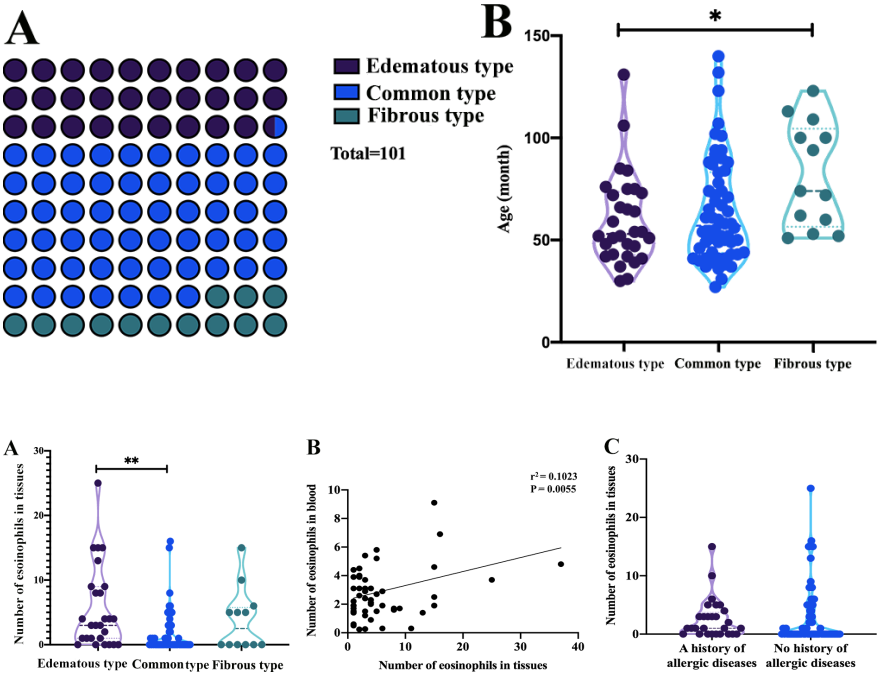 A
Edematous type
Common type
Fibrous type
Total=101
B
*
150
100
50
0
Age (month)
Edematous type
Common type
Fibrous type
A
**
30
20
10
0
Number of esoinophils in tissues
Edematous type
Common type
Fibrous type
B
r² = 0.1023
P = 0.0055
10
8
6
4
2
0
Number of eosinophils in blood
0
10
20
30
40
Number of eosinophils in tissues
C
30
20
10
0
Number of eosinophils in tissues
A history of
allergic diseases
No history of
allergic diseases